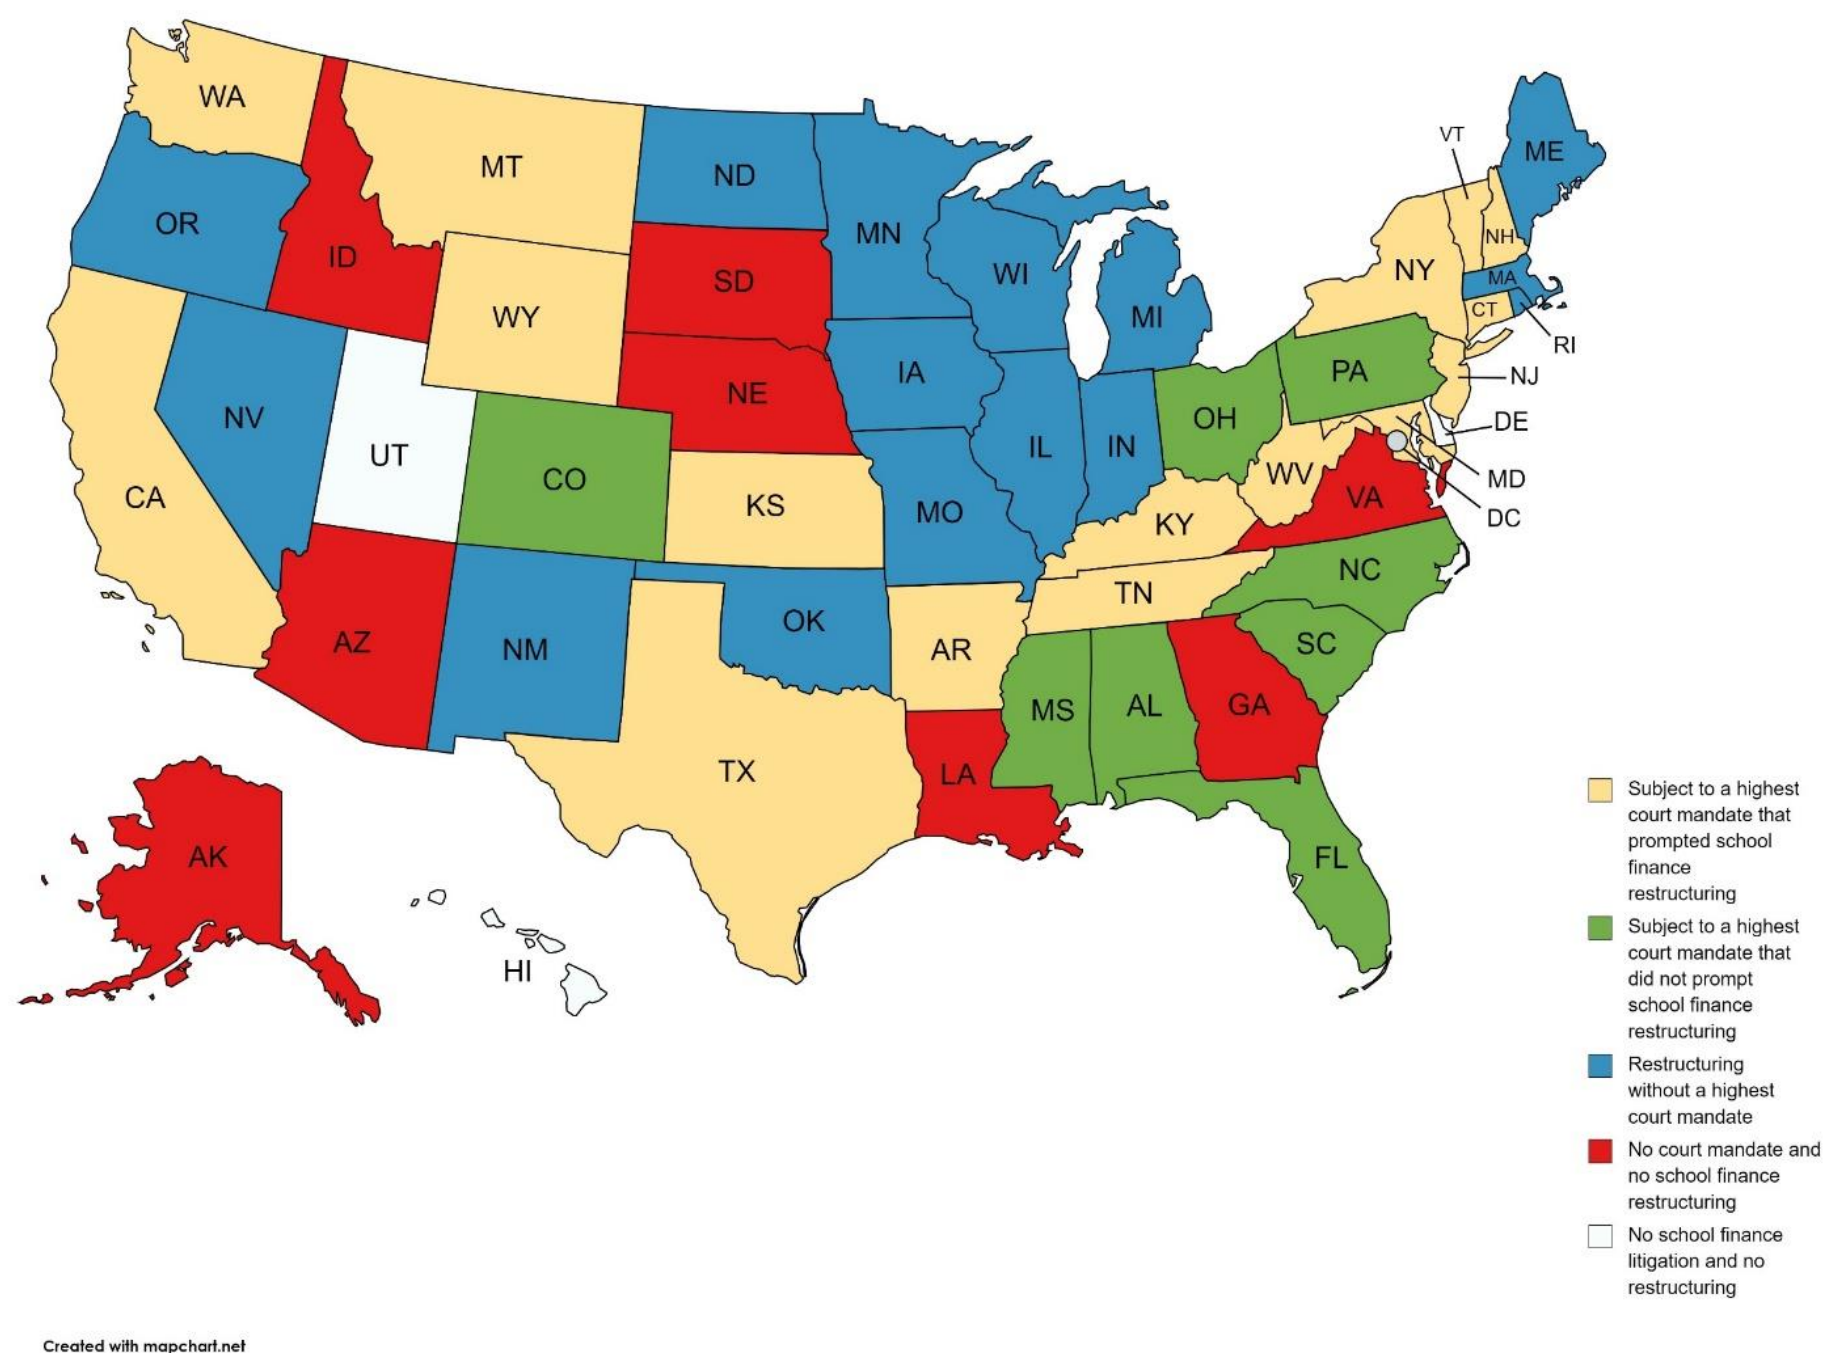 WA
MT
ND
MN
VT
ME
OR
ID
SD
WI
MI
NY
NH
MA
CT
RI
WY
IA
NE
PA
NJ
NV
UT
CO
KS
MO
IL
IN
OH
WV
VA
DE
MD
DC
CA
KY
AZ
NM
OK
AR
TN
NC
SC
TX
LA
MS
AL
GA
FL
AK
HI
Subject to a highest
court mandate that
prompted school
finance
restructuring
Subject to a highest
court mandate that
did not prompt
school finance
restructuring
Restructuring
without a highest
court mandate
No court mandate and
no school finance
restructuring
No school finance
litigation and no
restructuring
Created with mapchart.net